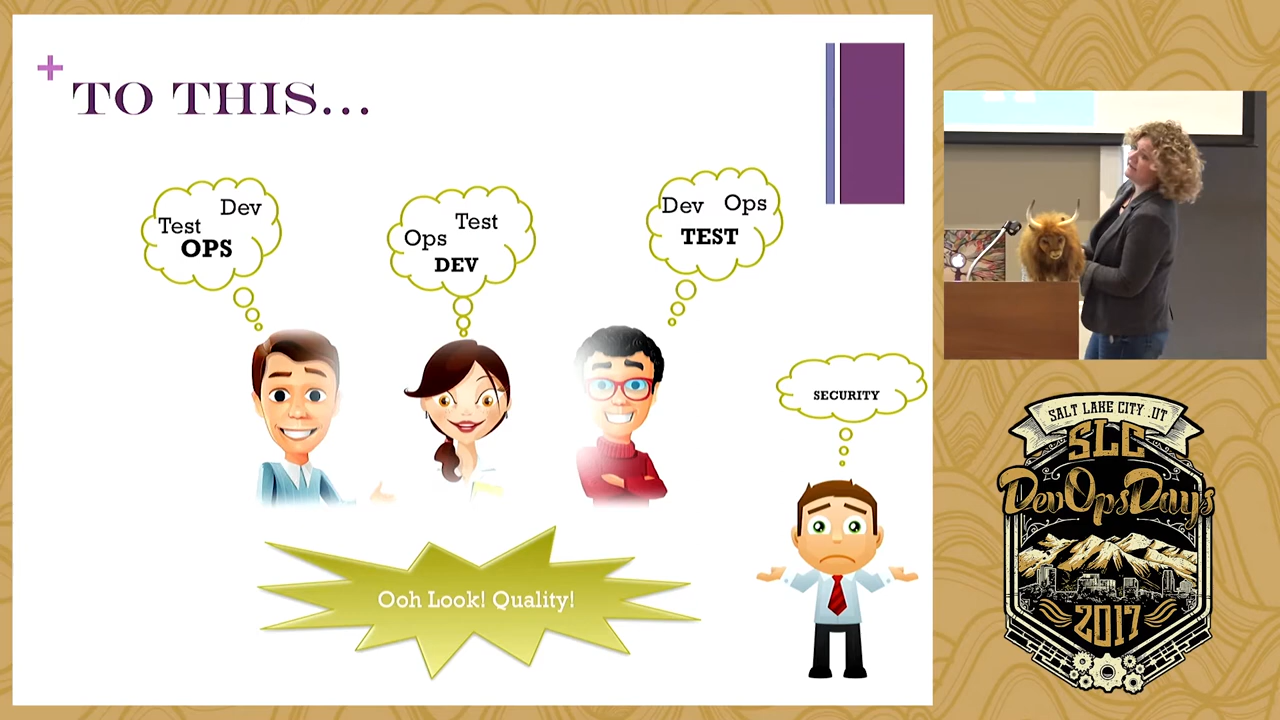 +
TO THIS...
Test Dev
OPS
Ops Test
DEV
Dev Ops
TEST
SECURITY
Ooh Look! Quality!
SALT LAKE CITY .UT
SLC
DevOpsDays
2017